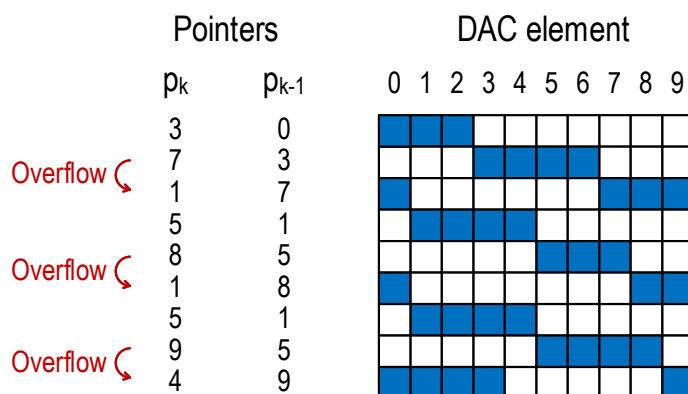 Pointers DAC element
pk pk-1 0 1 2 3 4 5 6 7 8 9
3 0
7 3
Overflow
1 7
5 1
8 5
Overflow
1 8
5 1
9 5
Overflow
4 9